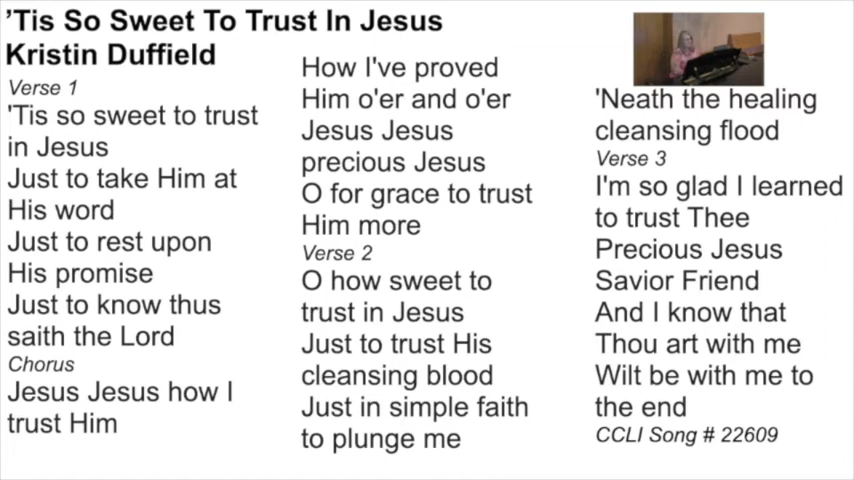 ’Tis So Sweet To Trust In Jesus
Kristin Duffield
Verse 1
'Tis so sweet to trust
in Jesus
Just to take Him at
His word
Just to rest upon
His promise
Just to know thus
saith the Lord
Chorus
Jesus Jesus how I
trust Him
How I've proved
Him o'er and o'er
Jesus Jesus
precious Jesus
O for grace to trust
Him more
Verse 2
O how sweet to
trust in Jesus
Just to trust His
cleansing blood
Just in simple faith
to plunge me
'Neath the healing
cleansing flood
Verse 3
I'm so glad I learned
to trust Thee
Precious Jesus
Savior Friend
And I know that
Thou art with me
Wilt be with me to
the end
CCLI Song # 22609